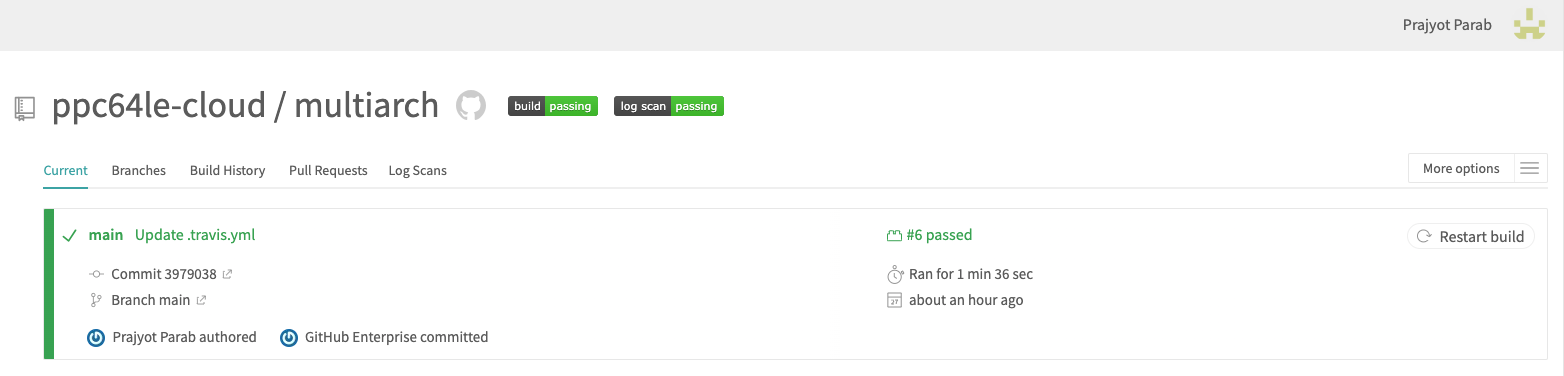 Prajyot Parab
ppc64le-cloud / multiarch build passing log scan passing
Current Branches Build History Pull Requests Log Scans More options
main Update .travis.yml #6 passed Restart build
Commit 3979038 Ran for 1 min 36 sec
Branch main 27 about an hour ago
Prajyot Parab authored GitHub Enterprise committed